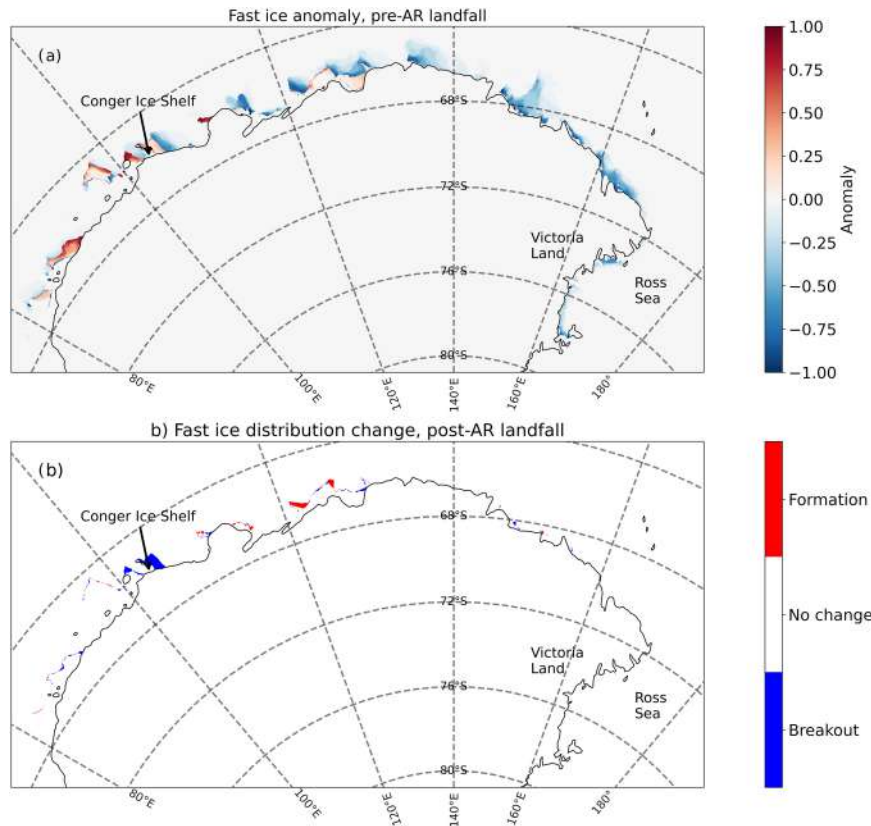 Fast ice anomaly, pre-AR landfall
(a)
Conger Ice Shelf
68°S
72°S
76°S
80°S
Victoria
Land
Ross
Sea
80°E
100°E
120°E
140°E
160°E
180°
1.00
0.75
0.50
0.25
0.00
−0.25
−0.50
−0.75
−1.00
Anomaly
b) Fast ice distribution change, post-AR landfall
(b)
Conger Ice Shelf
68°S
72°S
76°S
80°S
Victoria
Land
Ross
Sea
80°E
100°E
120°E
140°E
160°E
180°
Formation
No change
Breakout